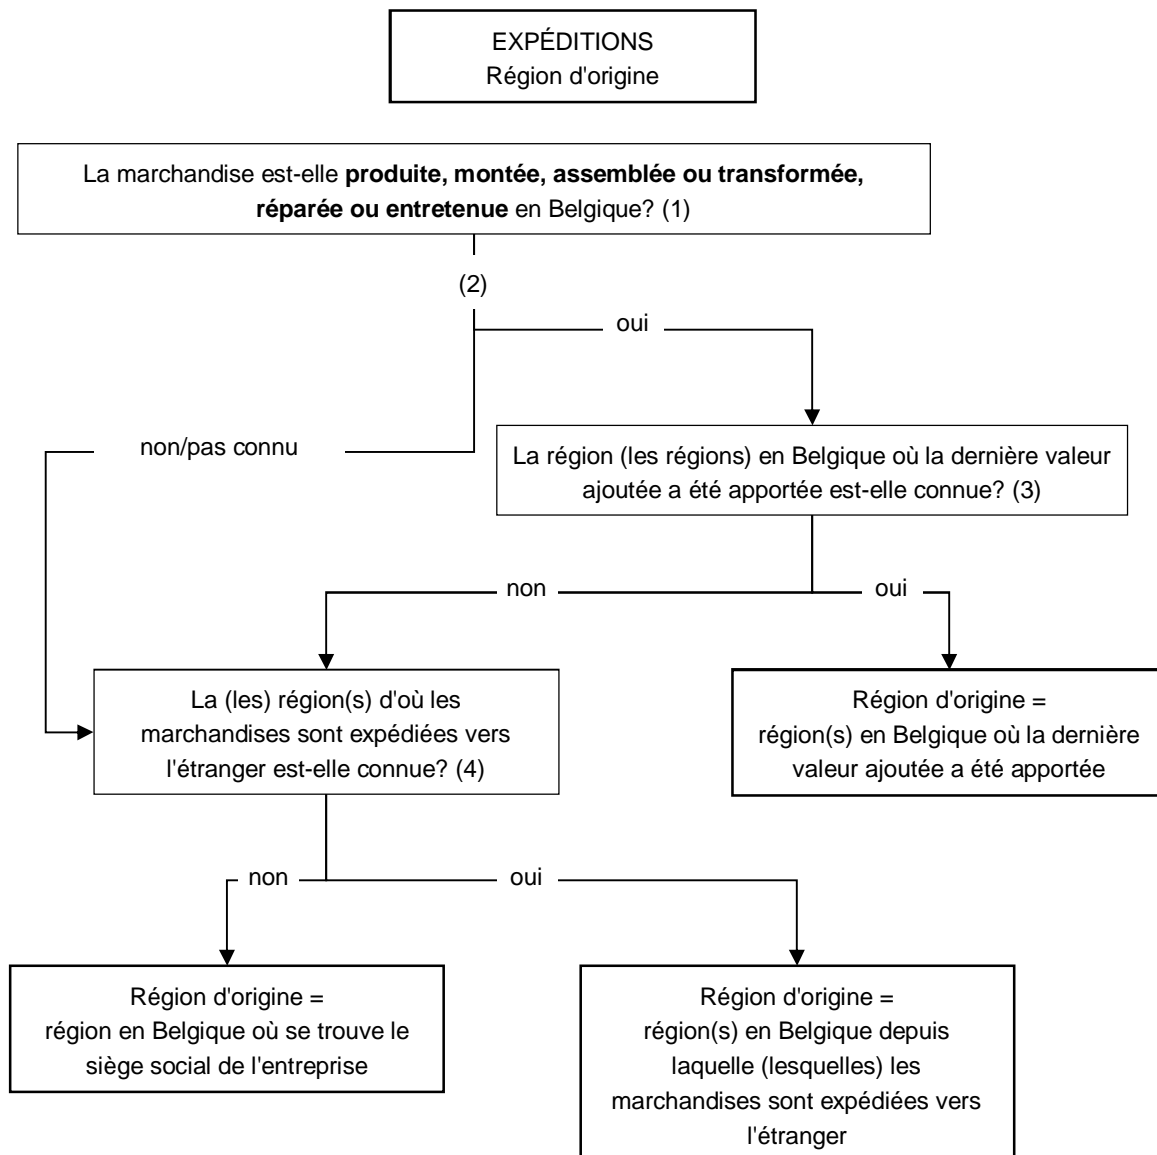 EXPÉDITIONS
Région d'origine
La marchandise est-elle produite, montée, assemblée ou transformée,
réparée ou entretenue en Belgique? (1)
(2)
oui
non/pas connu
La région (les régions) en Belgique où la dernière valeur
ajoutée a été apportée est-elle connue? (3)
non
oui
La (les) région(s) d'où les
marchandises sont expédiées vers
l'étranger est-elle connue? (4)
Région d'origine =
région(s) en Belgique où la dernière
valeur ajoutée a été apportée
non
oui
Région d'origine =
région en Belgique où se trouve le
siège social de l'entreprise
Région d'origine =
région(s) en Belgique depuis
laquelle (lesquelles) les
marchandises sont expédiées vers
l'étranger